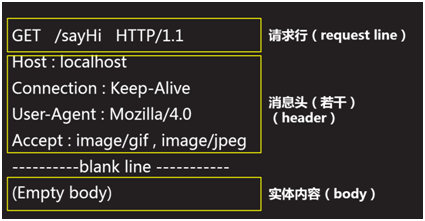 GET /sayHi HTTP/1.1
请求行（request line）
Host : localhost
Connection : Keep-Alive
User-Agent : Mozilla/4.0
Accept : image/gif , image/jpeg
消息头（若干）
（header）
----------blank line -----------
(Empty body)
实体内容（body）